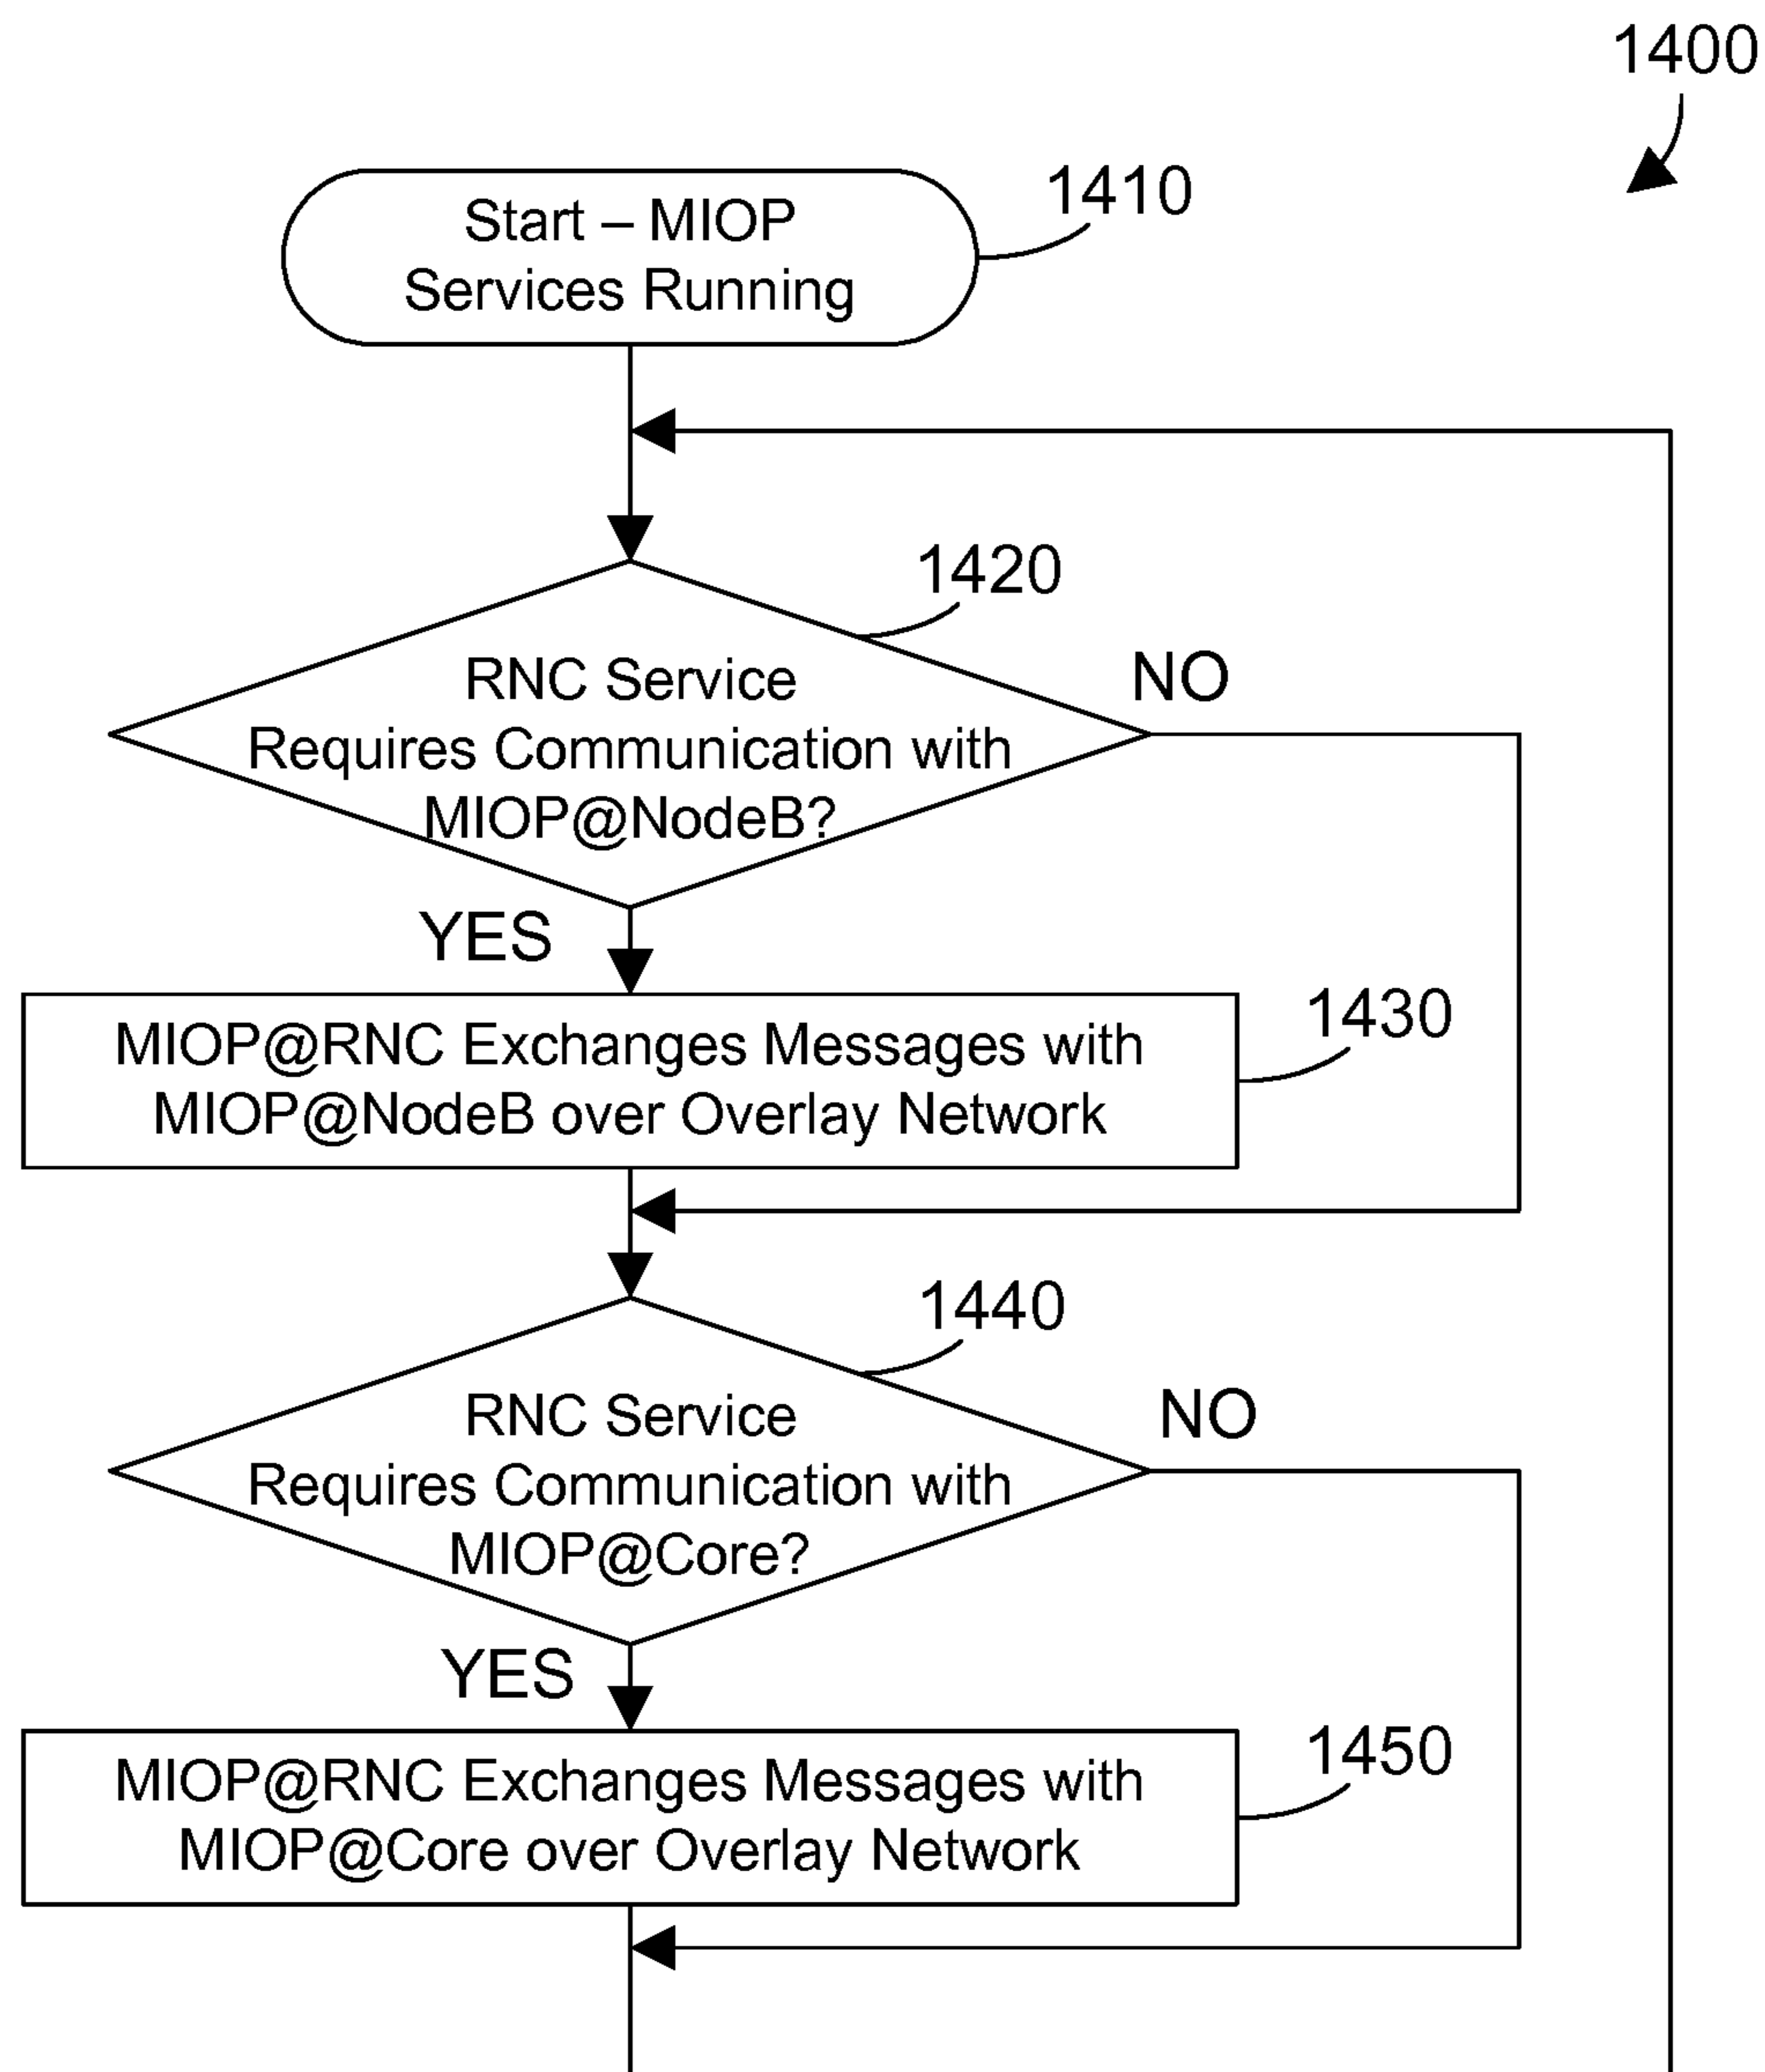 1400
Start – MIOP
Services Running
1410
1420
RNC Service
Requires Communication with
MIOP@NodeB?
NO
YES
MIOP@RNC Exchanges Messages with
MIOP@NodeB over Overlay Network
1430
1440
RNC Service
Requires Communication with
MIOP@Core?
NO
YES
MIOP@RNC Exchanges Messages with
MIOP@Core over Overlay Network
1450